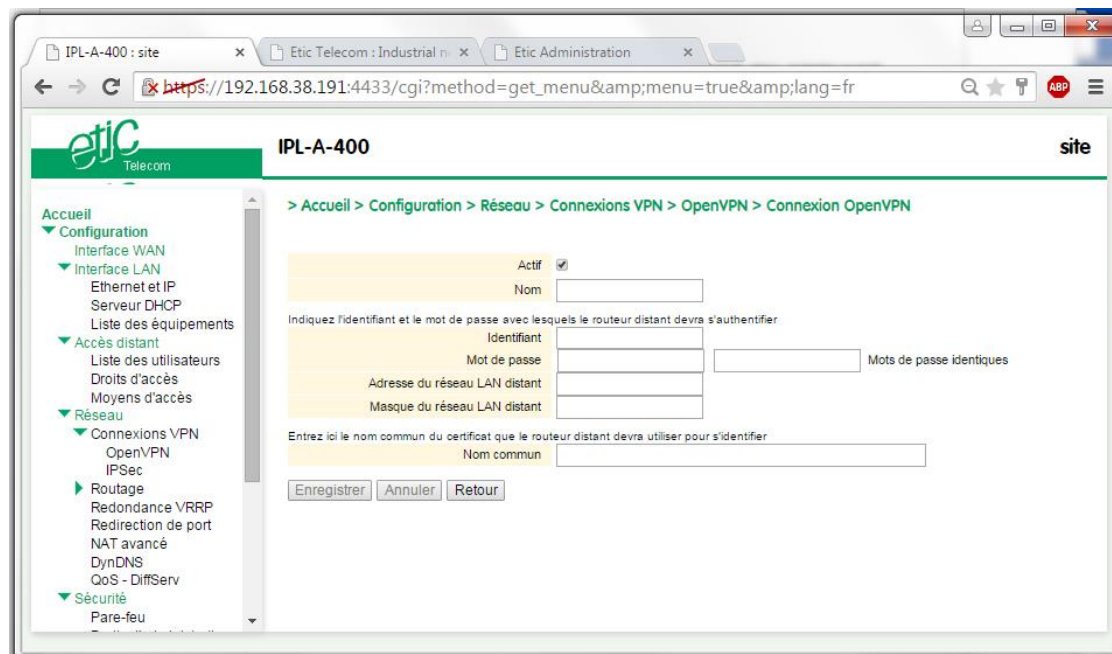 IPL-A-400 : site
Etic Telecom : Industrial n
Etic Administration
https://192.168.38.191:4433/cgi?method=get_menu&amp;menu=true&amp;lang=fr
ABP
etic
Telecom
IPL-A-400
site
Accueil
Configuration
Interface WAN
Interface LAN
Ethernet et IP
Serveur DHCP
Liste des équipements
Accès distant
Liste des utilisateurs
Droits d'accès
Moyens d'accès
Réseau
Connexions VPN
OpenVPN
IPSec
Routage
Redondance VRRP
Redirection de port
NAT avancé
DynDNS
QoS - DiffServ
Sécurité
Pare-feu
> Accueil > Configuration > Réseau > Connexions VPN > OpenVPN > Connexion OpenVPN
Actif
Nom
Indiquez l'identifiant et le mot de passe avec lesquels le routeur distant devra s'authentifier
Identifiant
Mot de passe Mots de passe identiques
Adresse du réseau LAN distant
Masque du réseau LAN distant
Entrez ici le nom commun du certificat que le routeur distant devra utiliser pour s'identifier
Nom commun
Enregistrer Annuler Retour